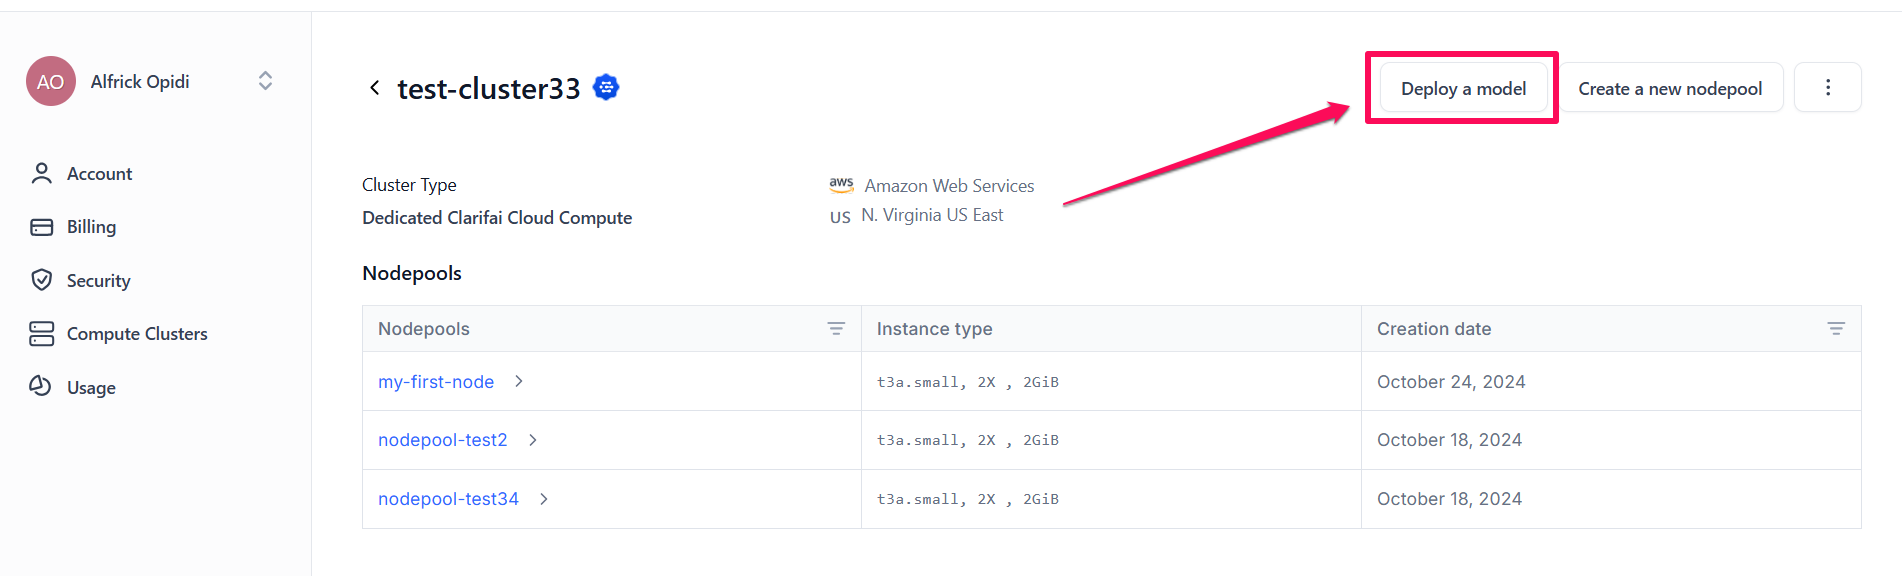 AO Alfrick Opidi
Account
Billing
Security
Compute Clusters
Usage
test-cluster33
Deploy a model
Create a new nodepool
Cluster Type
Dedicated Clarifai Cloud Compute
aws Amazon Web Services
US N. Virginia US East
Nodepools
Nodepools Instance type Creation date
my-first-node t3a.small, 2X , 2GiB October 24, 2024
nodepool-test2 t3a.small, 2X , 2GiB October 18, 2024
nodepool-test34 t3a.small, 2X , 2GiB October 18, 2024